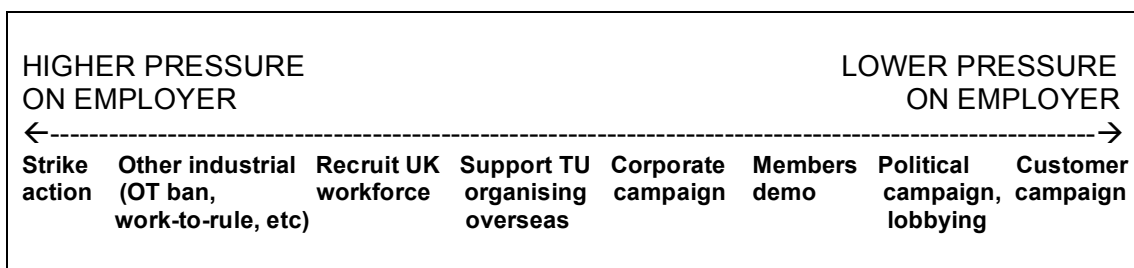 HIGHER PRESSURE LOWER PRESSURE
ON EMPLOYER ON EMPLOYER
←----------------------------------------------------------------------------------------------------------→
Strike Other industrial Recruit UK Support TU Corporate Members Political Customer
action (OT ban, workforce organising campaign demo campaign, campaign
work-to-rule, etc) overseas lobbying